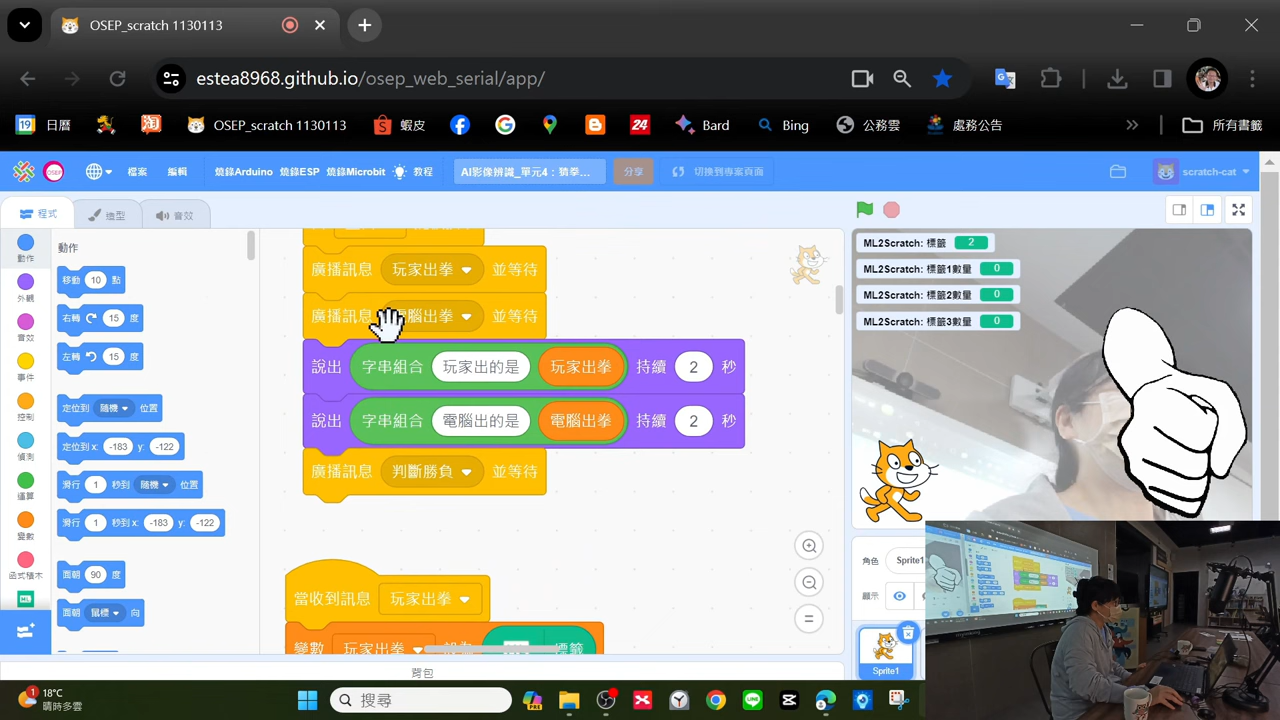 OSEP_scratch 1130113
estea8968.github.io/osep_web_serial/app/
19 日曆 淘 OSEP_scratch 1130113 蝦皮 24 Bard Bing 公務雲 處務公告 所有書籤
檔案 編輯 燒錄Arduino 燒錄ESP 燒錄Microbit 教程 AI影像辨識_單元4：猜拳... 分享 切換到專案頁面 scratch-cat
程式 造型 音效
動作
外觀
音效
事件
控制
偵測
運算
變數
函式積木
動作
移動 10 點
右轉 15 度
左轉 15 度
定位到 隨機 位置
定位到 x: -183 y: -122
滑行 1 秒到 隨機 位置
滑行 1 秒到 x: -183 y: -122
面朝 90 度
面朝 鼠標 向
廣播訊息 玩家出拳 並等待
廣播訊息 腦出拳 並等待
說出 字串組合 玩家出的是 玩家出拳 持續 2 秒
說出 字串組合 電腦出的是 電腦出拳 持續 2 秒
廣播訊息 判斷勝負 並等待
當收到訊息 玩家出拳
變數 玩家出拳 標籤
背包
ML2Scratch: 標籤 2
ML2Scratch: 標籤1數量 0
ML2Scratch: 標籤2數量 0
ML2Scratch: 標籤3數量 0
角色 Sprite1
顯示
Sprite1
1 18°C
晴時多雲
搜尋
PRE
LINE